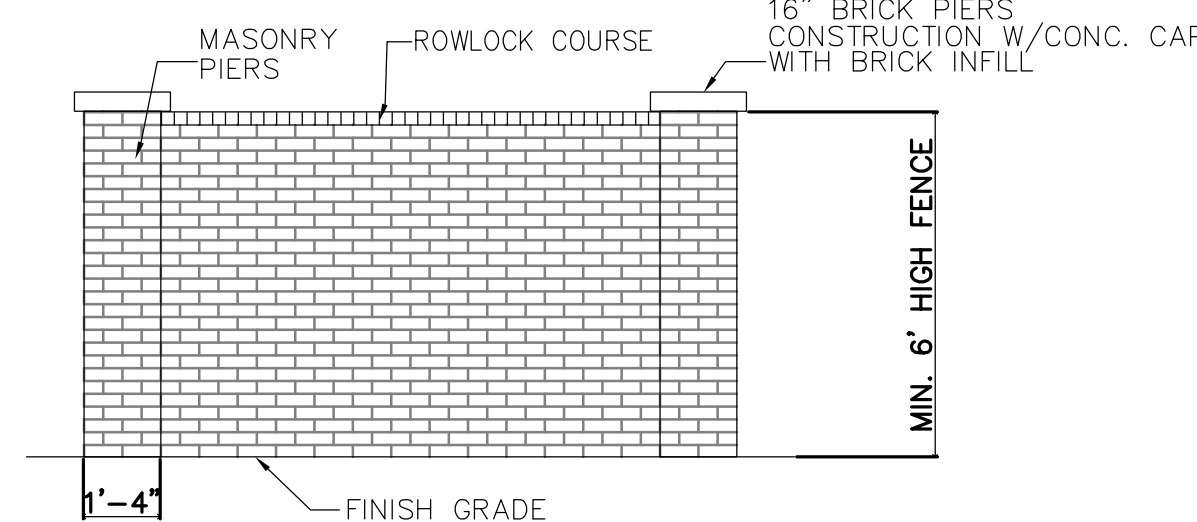 16" BRICK PIERS
CONSTRUCTION W/CONC. CAP
WITH BRICK INFILL
MASONRY
PIERS
ROWLOCK COURSE
MIN. 6' HIGH FENCE
1'-4"
FINISH GRADE